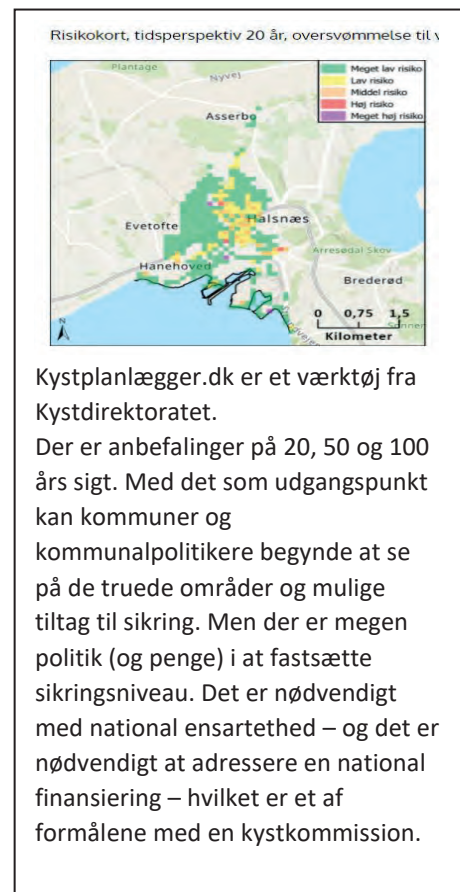 Risikokort, tidsperspektiv 20 år, oversvømmelse til
Plantage
Nyvej
Meget lav risiko
Lav risiko
Middel risiko
Høj risiko
Meget høj risiko
Asserbo
Evetofte
Halsnæs
Arresødal Skov
Hanehoved
Brederød
0 0,75 1,5
Kilometer
N
Kystplanlægger.dk er et værktøj fra
Kystdirektoratet.
Der er anbefalinger på 20, 50 og 100
års sigt. Med det som udgangspunkt
kan kommuner og
kommunalpolitikere begynde at se
på de truede områder og mulige
tiltag til sikring. Men der er megen
politik (og penge) i at fastsætte
sikringsniveau. Det er nødvendigt
med national ensartethed – og det er
nødvendigt at adressere en national
finansiering – hvilket er et af
formålene med en kystkommission.